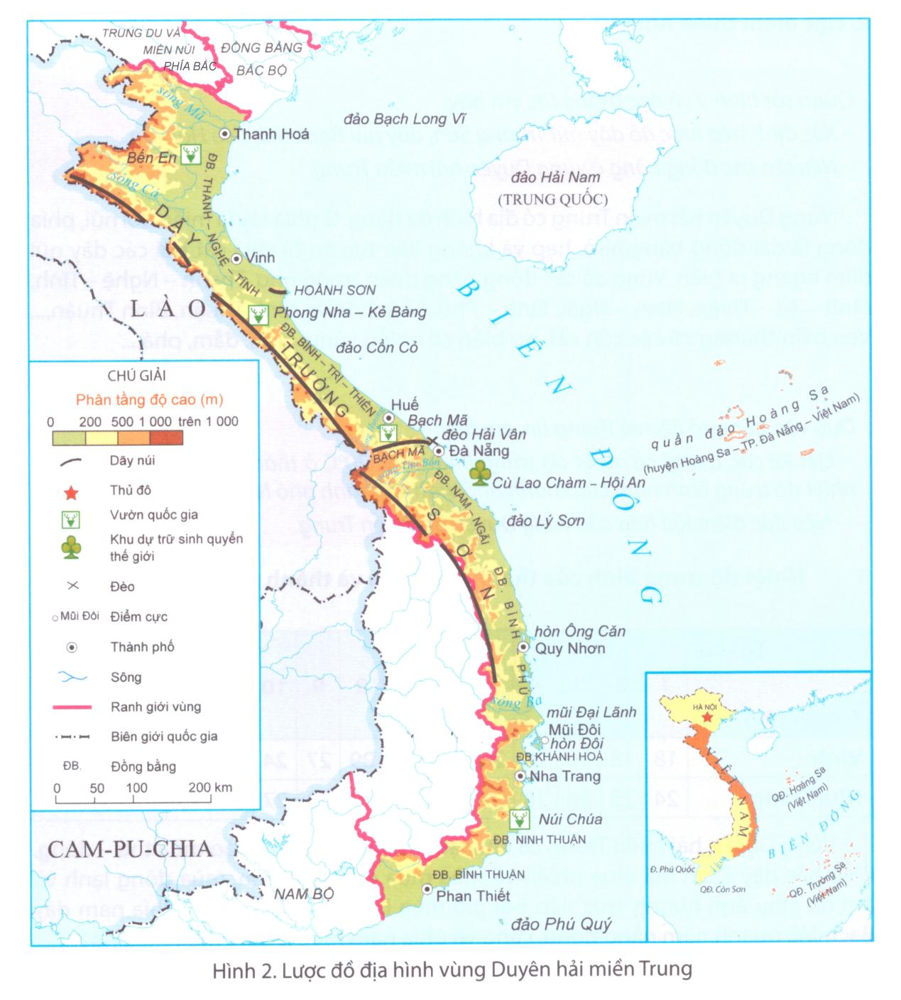 TRUNG DU VÀ
MIỀN NÚI
PHÍA BẮC
ĐỒNG BẰNG
BẮC BỘ
sông Mã
đảo Bạch Long Vĩ
Thanh Hoá
Bến En
ĐB. THANH – NGHỆ – TĨNH
sông Cả
đảo Hải Nam
(TRUNG QUỐC)
DÃY TRƯỜNG SƠN
Vinh
HOÀNH SƠN
LÀO
Phong Nha – Kẻ Bàng
ĐB. BÌNH – TRỊ – THIÊN
đảo Cồn Cỏ
BIỂN ĐÔNG
Huế
Bạch Mã
đèo Hải Vân
BẠCH MÃ
Đà Nẵng
sông Thu Bồn
Cù Lao Chàm – Hội An
quần đảo Hoàng Sa
(huyện Hoàng Sa – TP. Đà Nẵng – Việt Nam)
ĐB. NAM – NGÃI
đảo Lý Sơn
ĐB. BÌNH PHÚ
hòn Ông Căn
Quy Nhơn
sông Ba
mũi Đại Lãnh
Mũi Đôi
hòn Đôi
ĐB.KHÁNH HOÀ
Nha Trang
Núi Chúa
ĐB. NINH THUẬN
ĐB. BÌNH THUẬN
Phan Thiết
đảo Phú Quý
CAM-PU-CHIA
NAM BỘ
CHÚ GIẢI
Phân tầng độ cao (m)
0 200 500 1 000 trên 1 000
Dãy núi
Thủ đô
Vườn quốc gia
Khu dự trữ sinh quyển
thế giới
Đèo
Mũi Đôi Điểm cực
Thành phố
Sông
Ranh giới vùng
Biên giới quốc gia
ĐB. Đồng bằng
0 50 100 200 km
HÀ NỘI
VIỆT NAM
QĐ. Hoàng Sa
(Việt Nam)
BIỂN ĐÔNG
Đ. Phú Quốc
QĐ. Côn Sơn
QĐ. Trường Sa
(Việt Nam)
Hình 2. Lược đồ địa hình vùng Duyên hải miền Trung